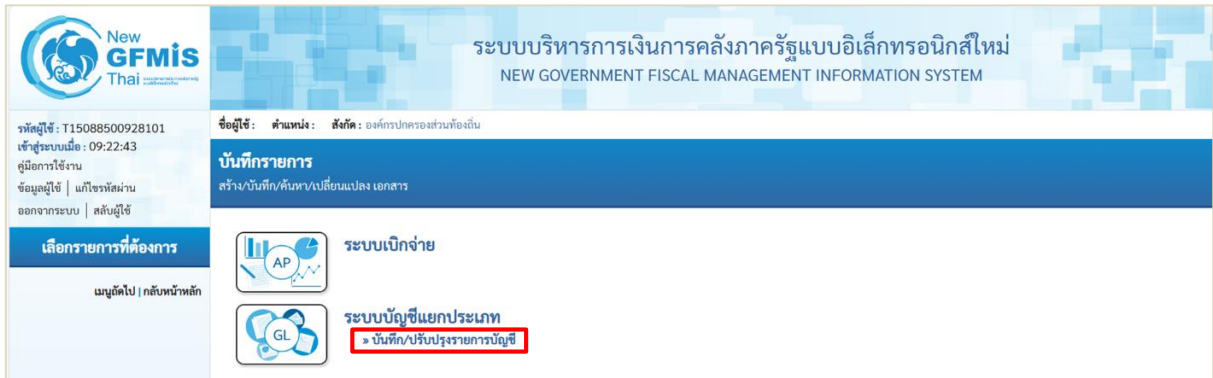 New
GFMIS
Thai
ระบบบริหารการเงินการคลังภาครัฐแบบอิเล็กทรอนิกส์ใหม่
NEW GOVERNMENT FISCAL MANAGEMENT INFORMATION SYSTEM
รหัสผู้ใช้ : T15088500928101
เข้าสู่ระบบเมื่อ : 09:22:43
คู่มือการใช้งาน
ข้อมูลผู้ใช้ | แก้ไขรหัสผ่าน
ออกจากระบบ | สลับผู้ใช้
ชื่อผู้ใช้ : ตำแหน่ง : สังกัด : องค์กรปกครองส่วนท้องถิ่น
บันทึกรายการ
สร้าง/บันทึก/ค้นหา/เปลี่ยนแปลง เอกสาร
เลือกรายการที่ต้องการ
เมนูถัดไป | กลับหน้าหลัก
AP
ระบบเบิกจ่าย
GL
ระบบบัญชีแยกประเภท
» บันทึก/ปรับปรุงรายการบัญชี